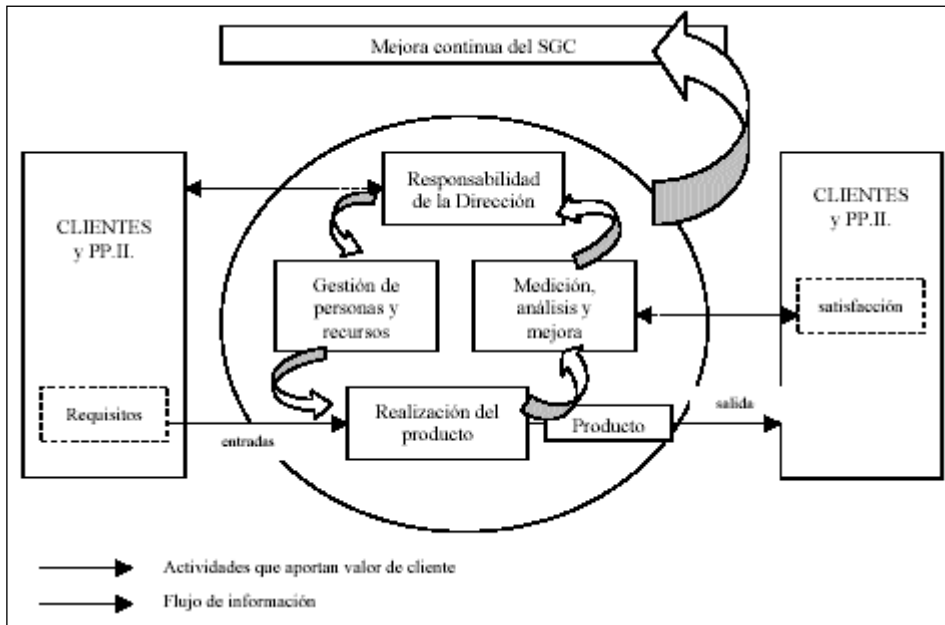 Mejora continua del SGC
Responsabilidad
de la Dirección
CLIENTES
y PP.II.
CLIENTES
y PP.II.
Gestión de
personas y
recursos
Medición,
análisis y
mejora
satisfacción
Requisitos
entradas
Realización del
producto
Producto
salida
Actividades que aportan valor de cliente
Flujo de información